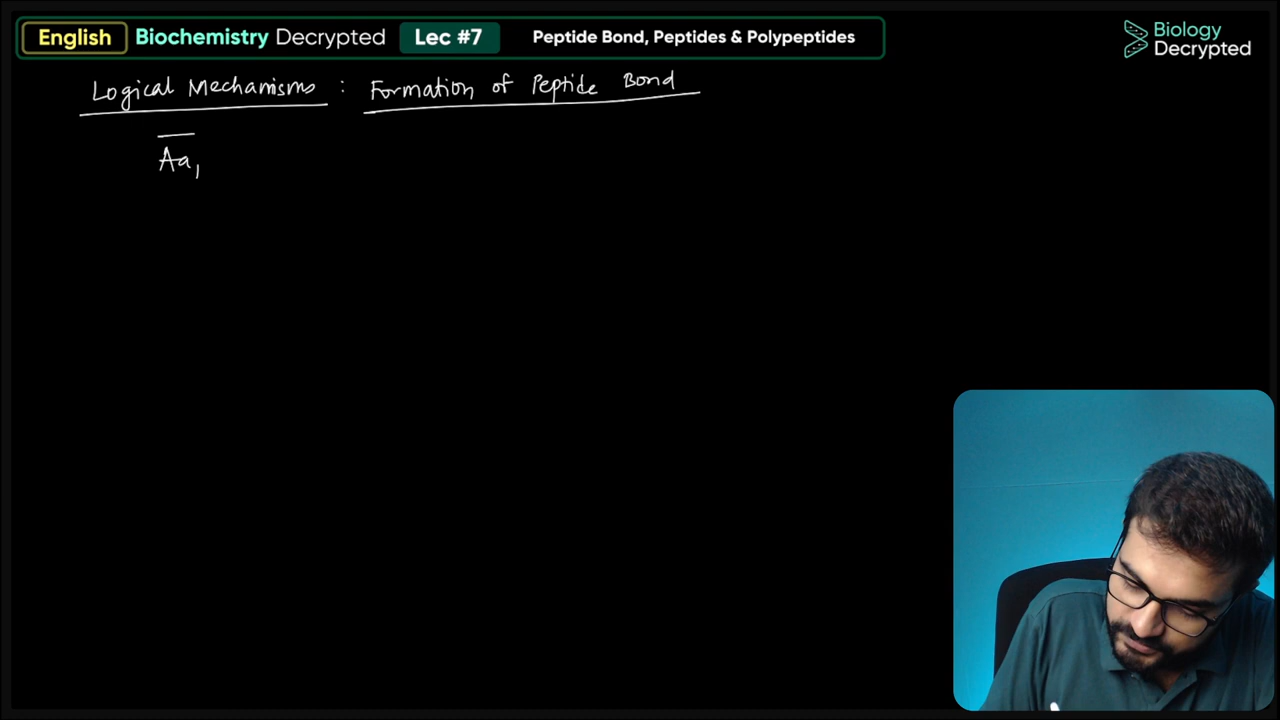 English Biochemistry Decrypted Lec #7 Peptide Bond, Peptides & Polypeptides
Biology
Decrypted
Logical Mechanisms : Formation of Peptide Bond
Aa₁